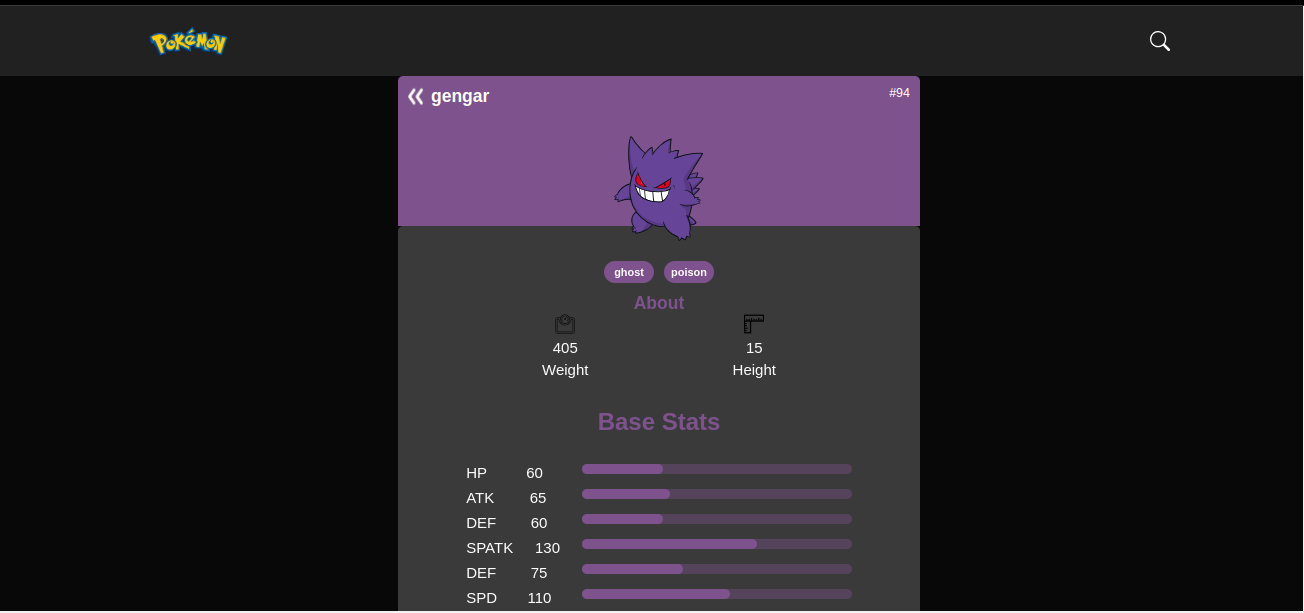 POKéMON
gengar #94
ghost poison
About
405 15
Weight Height
Base Stats
HP 60
ATK 65
DEF 60
SPATK 130
DEF 75
SPD 110